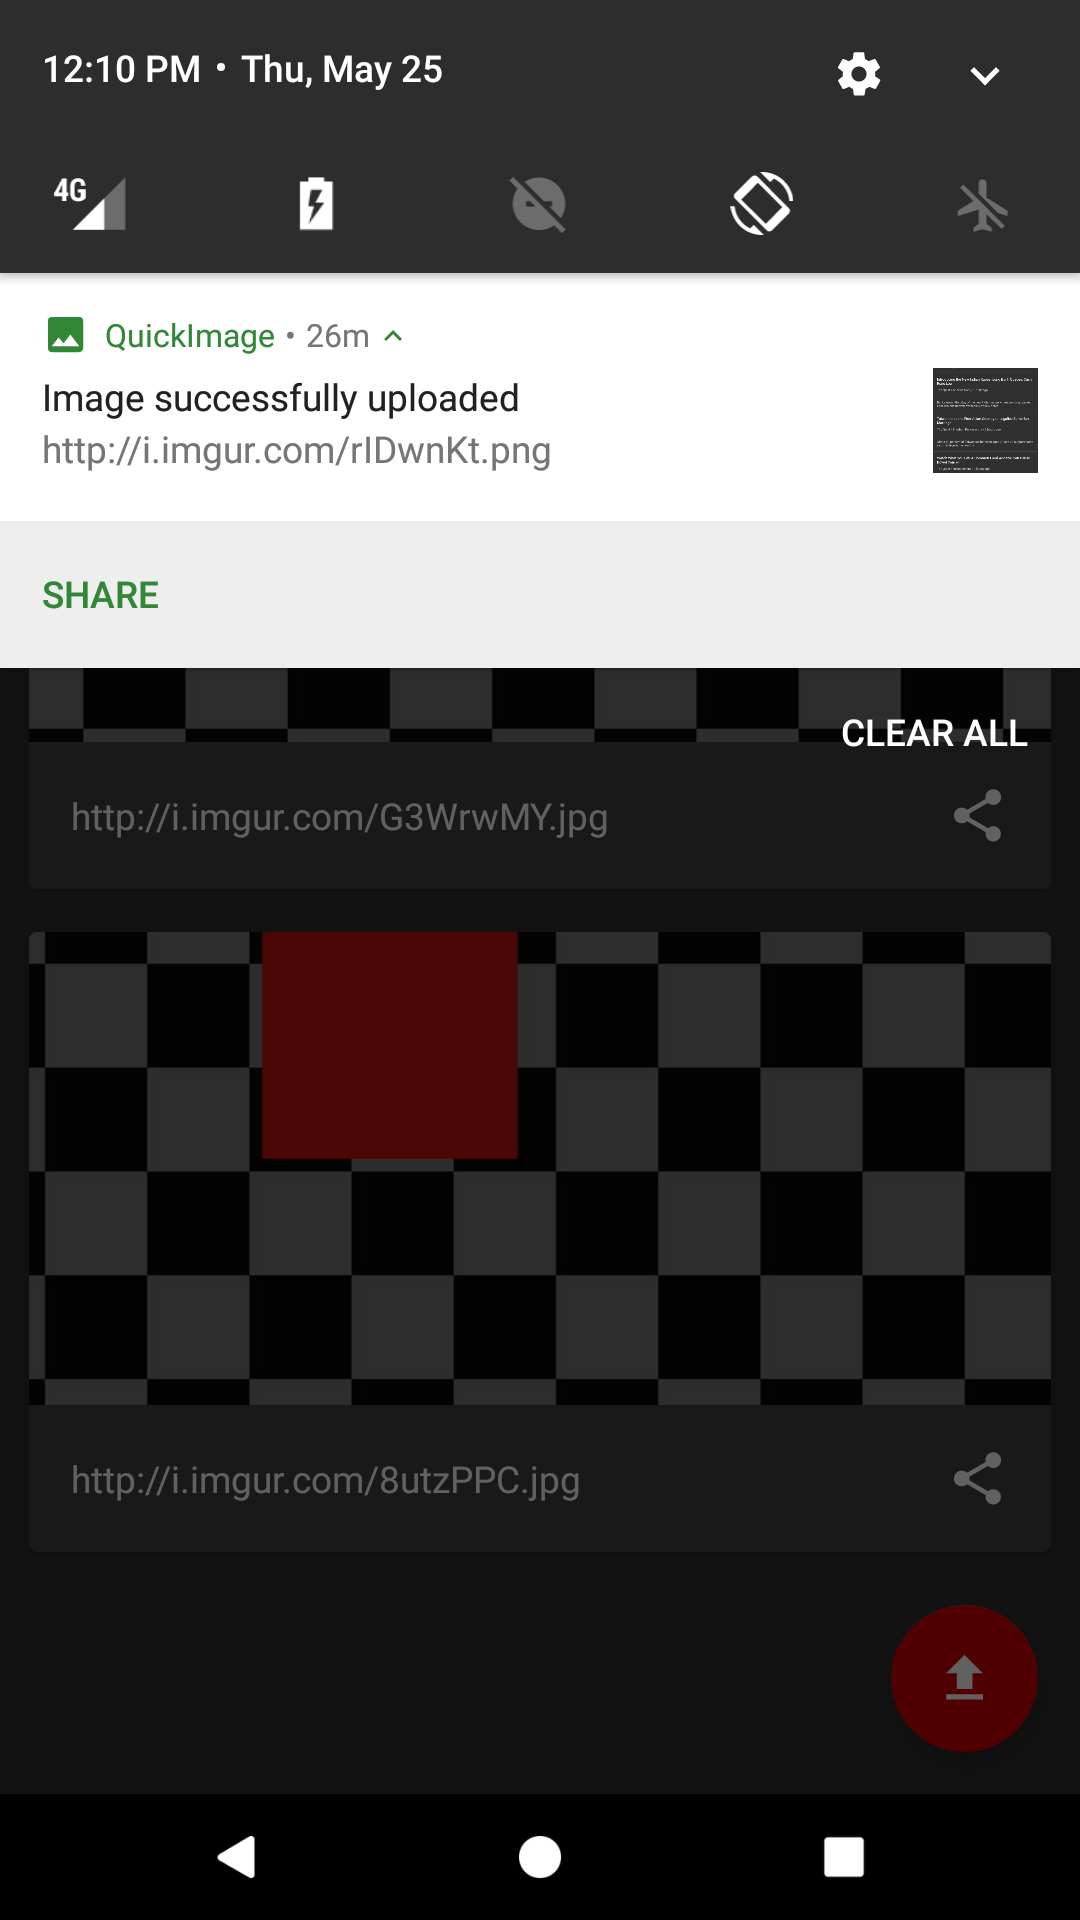 12:10 PM • Thu, May 25
4G
QuickImage • 26m
Image successfully uploaded
http://i.imgur.com/rIDwnKt.png
SHARE
CLEAR ALL
http://i.imgur.com/G3WrwMY.jpg
http://i.imgur.com/8utzPPC.jpg